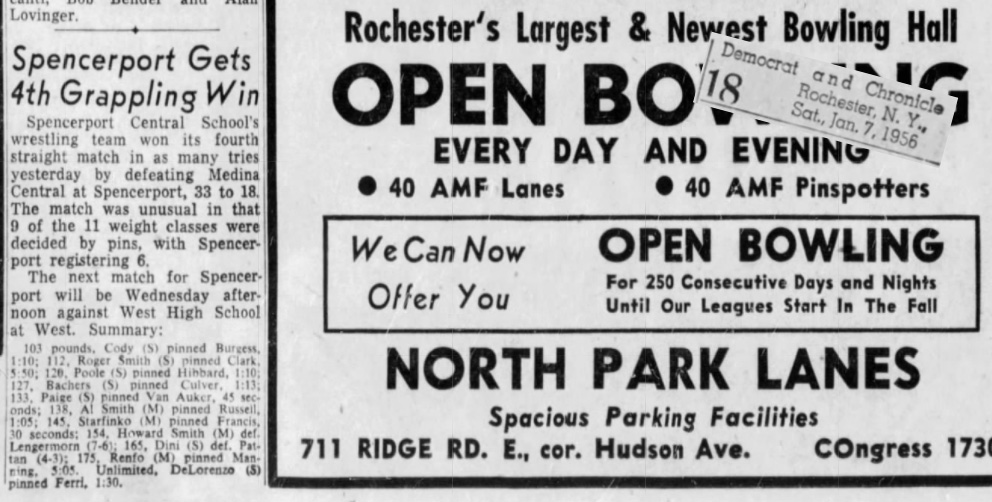 Lovinger.
Spencerport Gets
4th Grappling Win
Spencerport Central School's
wrestling team won its fourth
straight match in as many tries
yesterday by defeating Medina
Central at Spencerport, 33 to 18.
The match was unusual in that
9 of the 11 weight classes were
decided by pins, with Spencer-
port registering 6.
The next match for Spencer-
port will be Wednesday after-
noon against West High School
at West. Summary:
103 pounds, Cody (S) pinned Burgess,
1:10; 112, Roger Smith (S) pinned Clark,
5:50; 120, Poole (S) pinned Hibbard, 1:10;
127, Bachers (S) pinned Culver, 1:13;
133, Paige (S) pinned Van Auker, 45 sec-
onds; 138, Al Smith (M) pinned Russell,
1:05; 145, Starfinko (M) pinned Francis,
30 seconds; 154, Howard Smith (M) def.
Lengermorn (7-6); 165, Dini (S) def. Pat-
tan (4-3); 175, Renfo (M) pinned Man-
ning, 5:05. Unlimited, DeLorenzo (S)
pinned Ferri, 1:30.
Rochester's Largest & Newest Bowling Hall
OPEN BO NG
Democrat and Chronicle
18
Rochester, N. Y.,
Sat., Jan. 7, 1956
EVERY DAY AND EVENING
● 40 AMF Lanes ● 40 AMF Pinspotters
We Can Now
Offer You
OPEN BOWLING
For 250 Consecutive Days and Nights
Until Our Leagues Start In The Fall
NORTH PARK LANES
Spacious Parking Facilities
711 RIDGE RD. E., cor. Hudson Ave. COngress 1730